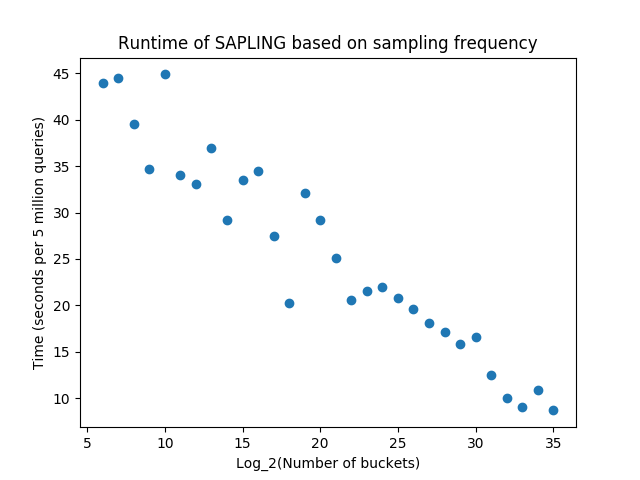 Runtime of SAPLING based on sampling frequency
Time (seconds per 5 million queries)
45
40
35
30
25
20
15
10
5 10 15 20 25 30 35
Log_2(Number of buckets)